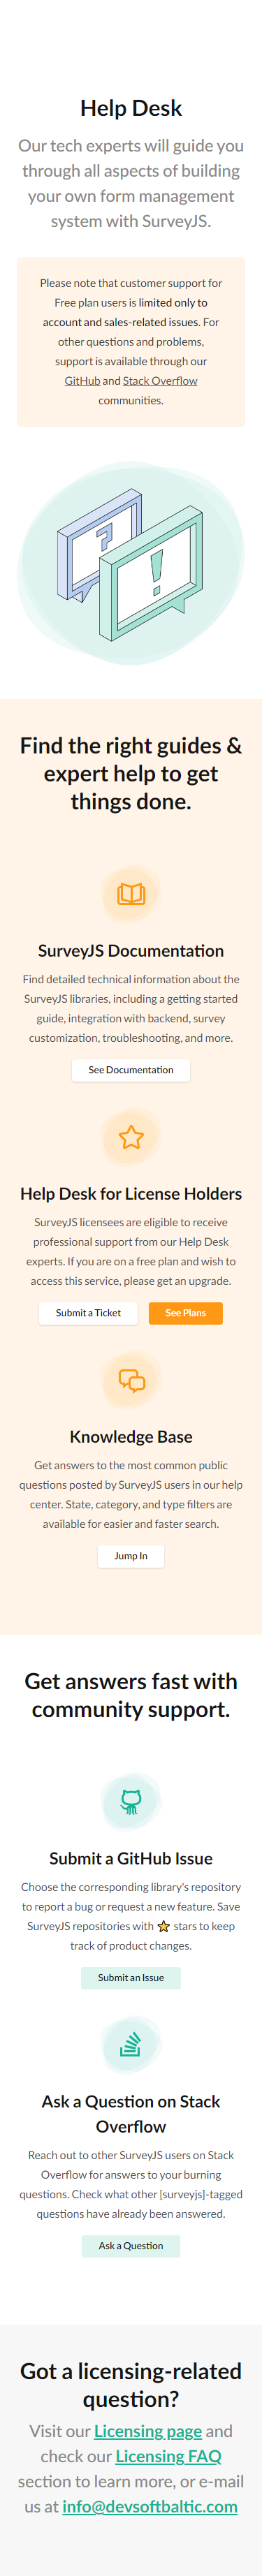 Help Desk
Our tech experts will guide you
through all aspects of building
your own form management
system with SurveyJS.
Please note that customer support for
Free plan users is limited only to
account and sales-related issues. For
other questions and problems,
support is available through our
GitHub and Stack Overflow
communities.
?
!
Find the right guides &
expert help to get
things done.
SurveyJS Documentation
Find detailed technical information about the
SurveyJS libraries, including a getting started
guide, integration with backend, survey
customization, troubleshooting, and more.
See Documentation
Help Desk for License Holders
SurveyJS licensees are eligible to receive
professional support from our Help Desk
experts. If you are on a free plan and wish to
access this service, please get an upgrade.
Submit a Ticket See Plans
Knowledge Base
Get answers to the most common public
questions posted by SurveyJS users in our help
center. State, category, and type filters are
available for easier and faster search.
Jump In
Get answers fast with
community support.
Submit a GitHub Issue
Choose the corresponding library's repository
to report a bug or request a new feature. Save
SurveyJS repositories with ⭐ stars to keep
track of product changes.
Submit an Issue
Ask a Question on Stack
Overflow
Reach out to other SurveyJS users on Stack
Overflow for answers to your burning
questions. Check what other [surveyjs]-tagged
questions have already been answered.
Ask a Question
Got a licensing-related
question?
Visit our Licensing page and
check our Licensing FAQ
section to learn more, or e-mail
us at info@devsoftbaltic.com